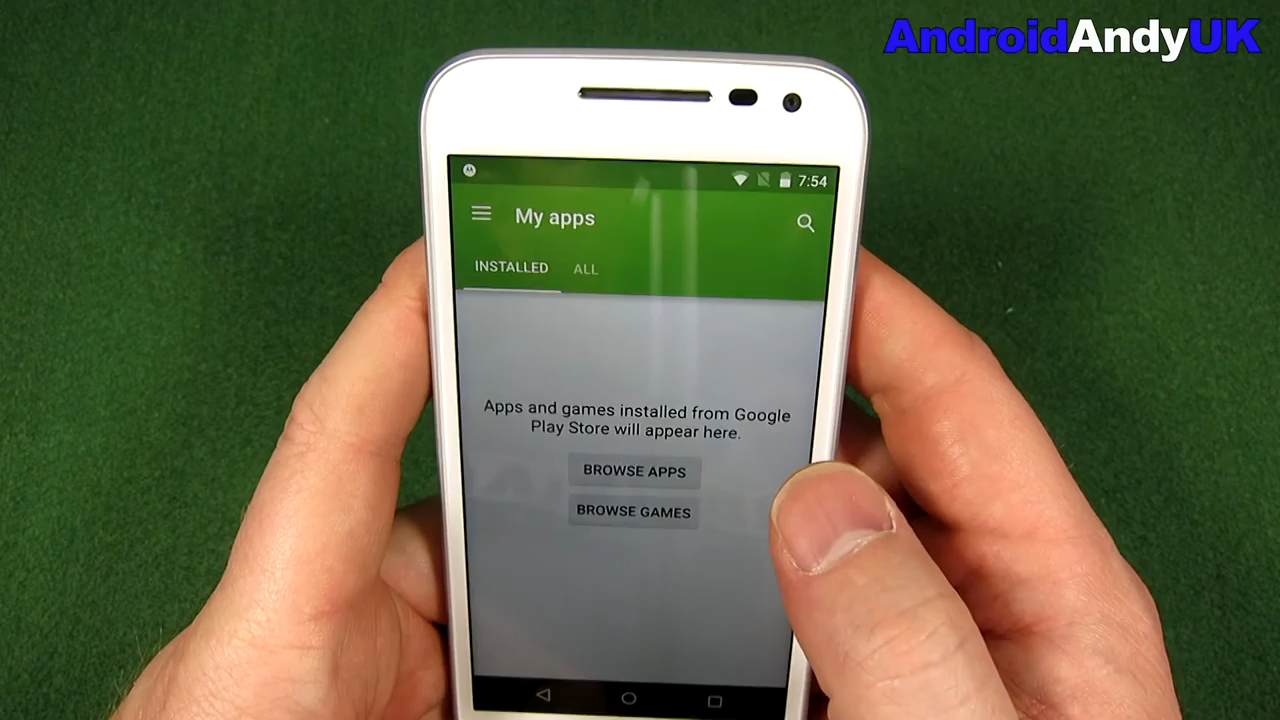 AndroidAndyUK
7:54
My apps
INSTALLED ALL
Apps and games installed from Google
Play Store will appear here.
BROWSE APPS
BROWSE GAMES